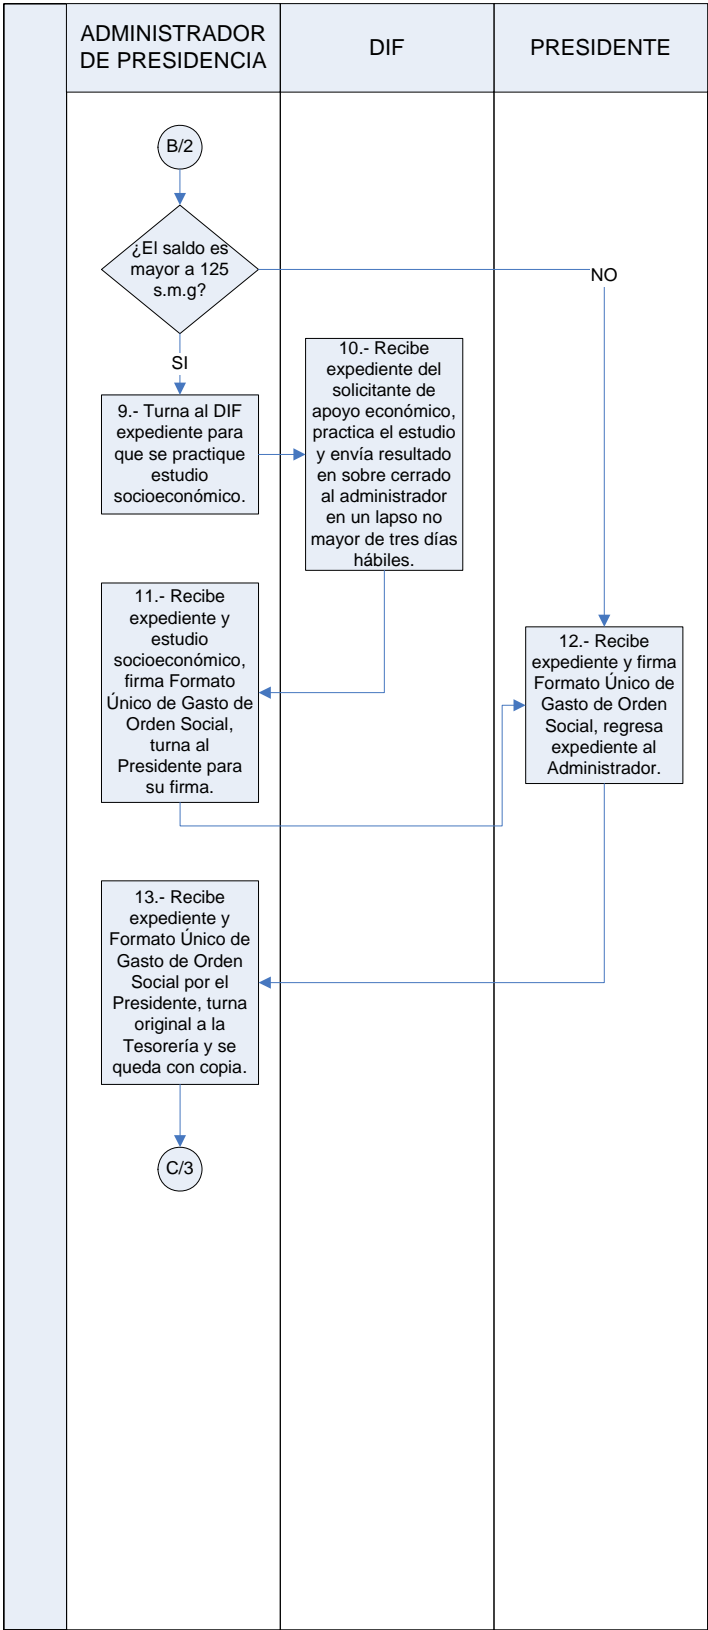 ADMINISTRADOR
DE PRESIDENCIA
DIF
PRESIDENTE
B/2
¿El saldo es
mayor a 125
s.m.g?
NO
SI
9.- Turna al DIF
expediente para
que se practique
estudio
socioeconómico.
10.- Recibe
expediente del
solicitante de
apoyo económico,
practica el estudio
y envía resultado
en sobre cerrado
al administrador
en un lapso no
mayor de tres días
hábiles.
11.- Recibe
expediente y
estudio
socioeconómico,
firma Formato
Único de Gasto de
Orden Social,
turna al
Presidente para
su firma.
12.- Recibe
expediente y firma
Formato Único de
Gasto de Orden
Social, regresa
expediente al
Administrador.
13.- Recibe
expediente y
Formato Único de
Gasto de Orden
Social por el
Presidente, turna
original a la
Tesorería y se
queda con copia.
C/3